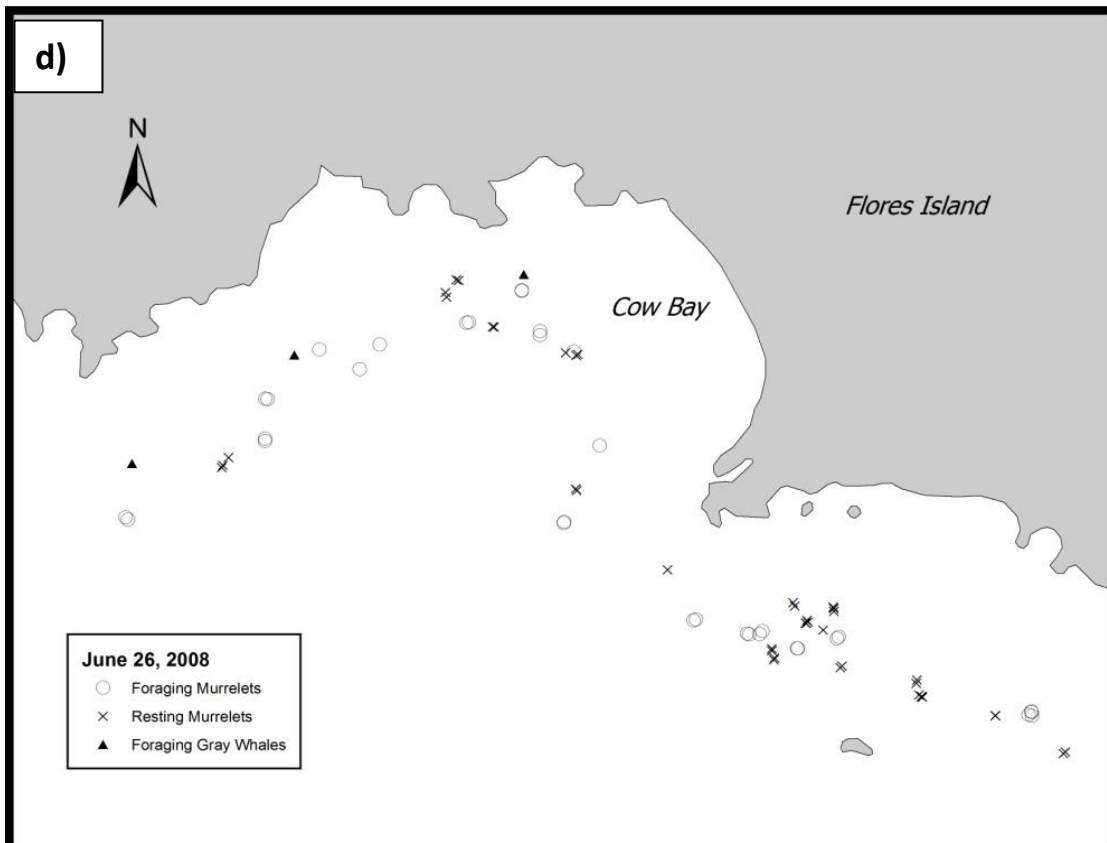 d)
N
Flores Island
Cow Bay
June 26, 2008
Foraging Murrelets
Resting Murrelets
Foraging Gray Whales